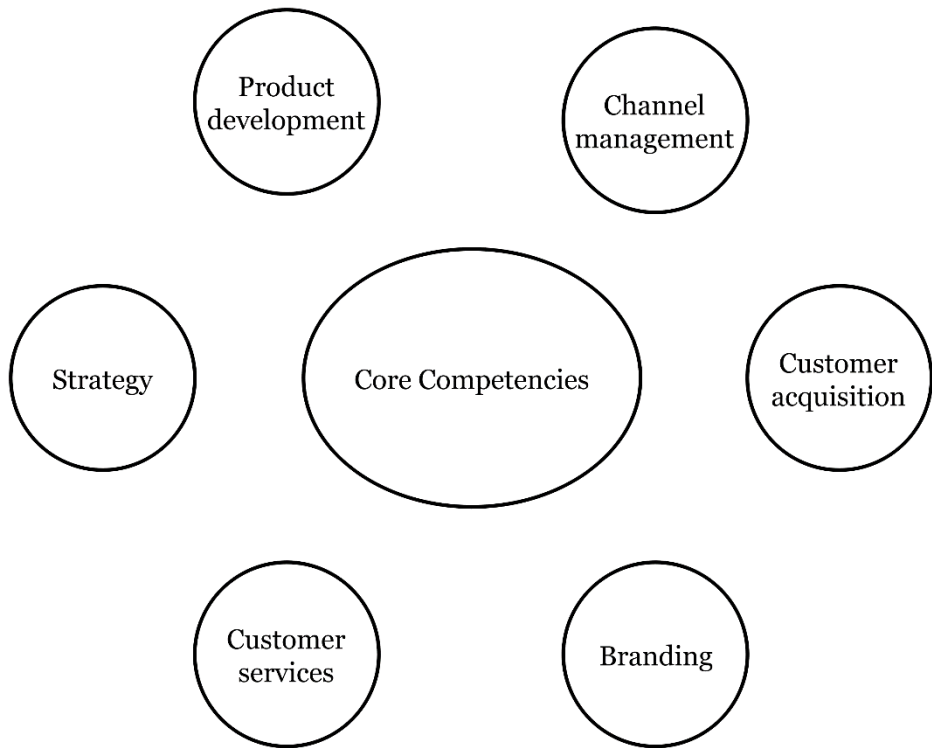 Product
development
Channel
management
Strategy
Core Competencies
Customer
acquisition
Customer
services
Branding